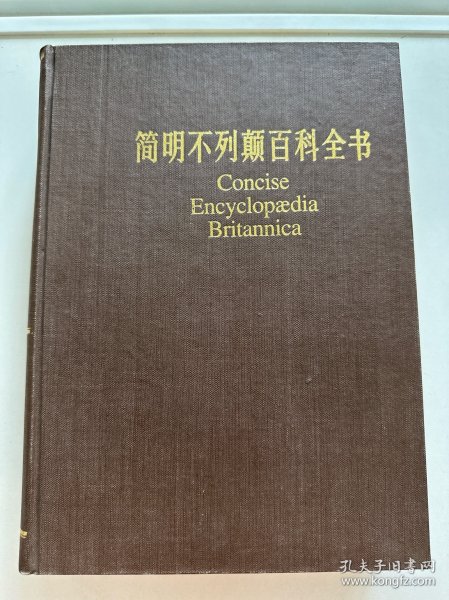 简明不列颠百科全书
Concise
Encyclopædia
Britannica
孔夫子旧书网
www.kongfz.com